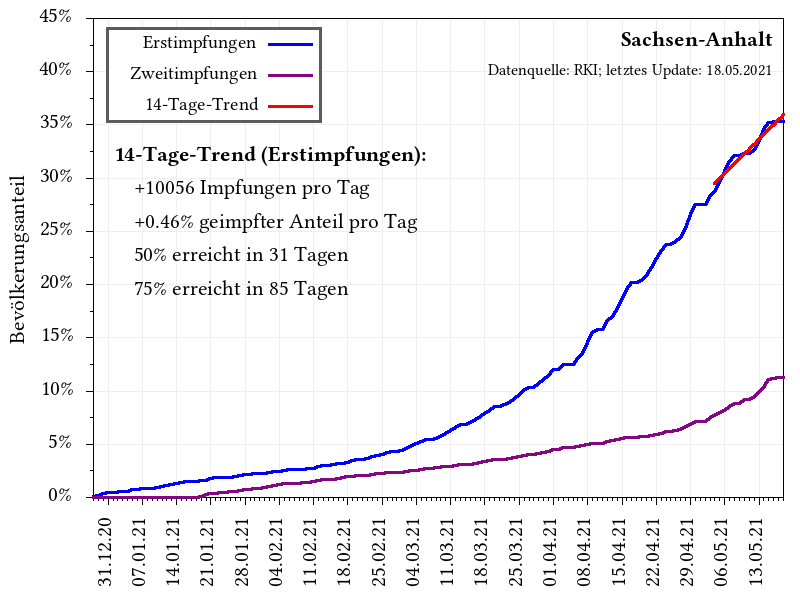 Sachsen-Anhalt
Datenquelle: RKI; letztes Update: 18.05.2021
Erstimpfungen
Zweitimpfungen
14-Tage-Trend
14-Tage-Trend (Erstimpfungen):
+10056 Impfungen pro Tag
+0.46% geimpfter Anteil pro Tag
50% erreicht in 31 Tagen
75% erreicht in 85 Tagen
Bevölkerungsanteil
45%
40%
35%
30%
25%
20%
15%
10%
5%
0%
31.12.20
07.01.21
14.01.21
21.01.21
28.01.21
04.02.21
11.02.21
18.02.21
25.02.21
04.03.21
11.03.21
18.03.21
25.03.21
01.04.21
08.04.21
15.04.21
22.04.21
29.04.21
06.05.21
13.05.21